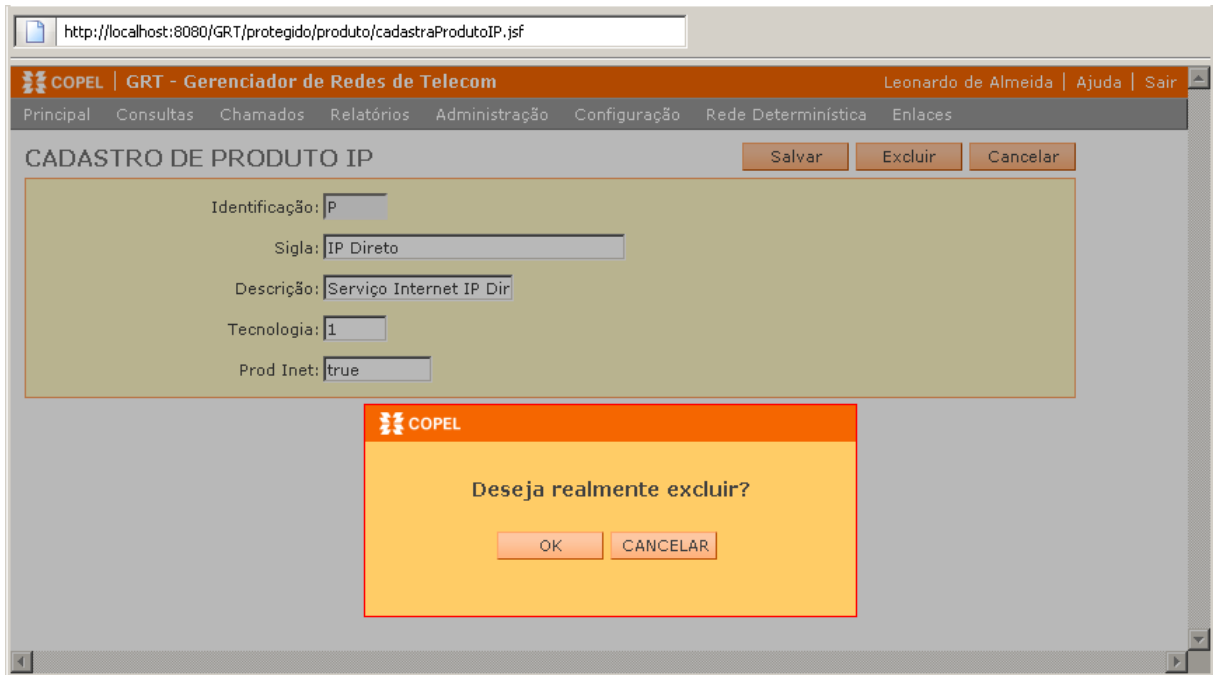 http://localhost:8080/GRT/protegido/produto/cadastraProdutoIP.jsf
COPEL | GRT - Gerenciador de Redes de Telecom Leonardo de Almeida | Ajuda | Sair
Principal Consultas Chamados Relatórios Administração Configuração Rede Determinística Enlaces
CADASTRO DE PRODUTO IP Salvar Excluir Cancelar
Identificação: P
Sigla: IP Direto
Descrição: Serviço Internet IP Dir
Tecnologia: 1
Prod Inet: true
COPEL
Deseja realmente excluir?
OK CANCELAR